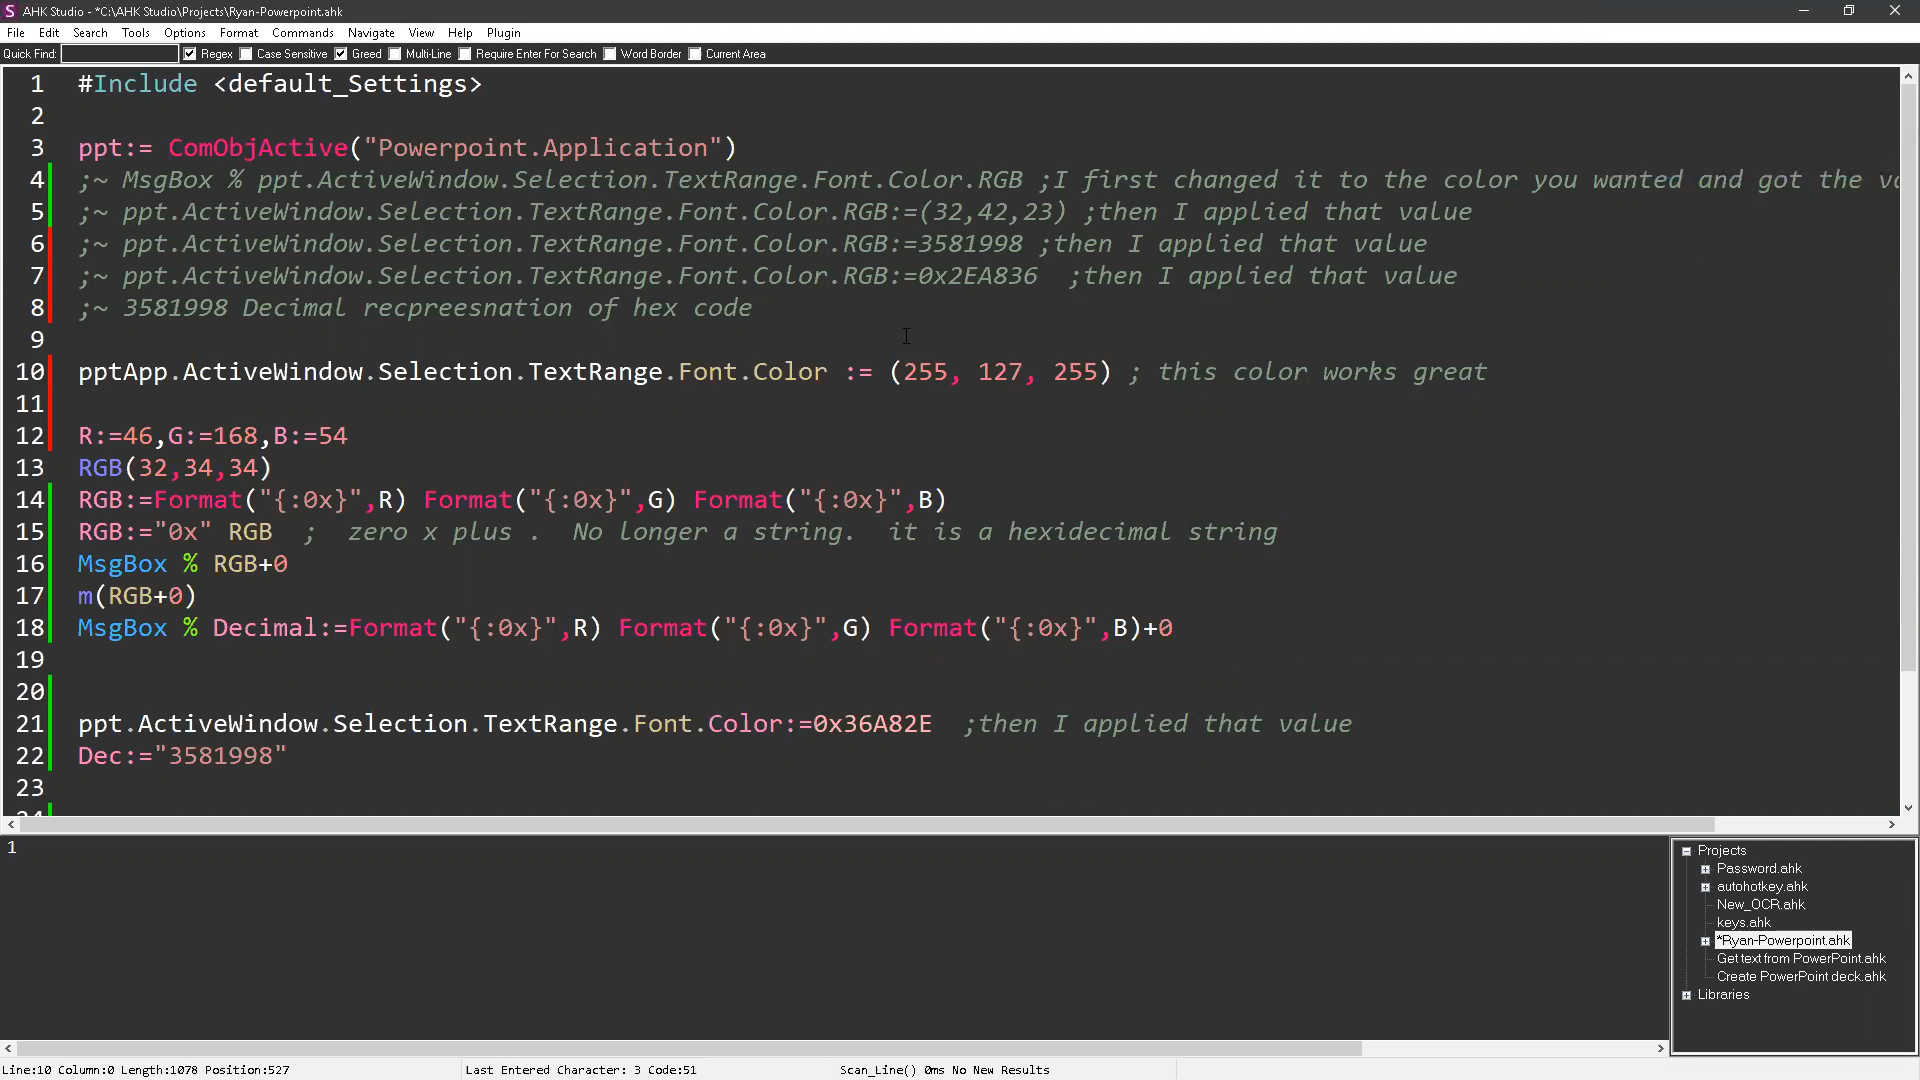 S AHK Studio - *C:\AHK Studio\Projects\Ryan-Powerpoint.ahk
File Edit Search Tools Options Format Commands Navigate View Help Plugin
Quick Find: Regex Case Sensitive Greed Multi-Line Require Enter For Search Word Border Current Area
1 #Include <default_Settings>
2
3 ppt:= ComObjActive("Powerpoint.Application")
4 ;~ MsgBox % ppt.ActiveWindow.Selection.TextRange.Font.Color.RGB ;I first changed it to the color you wanted and got the
5 ;~ ppt.ActiveWindow.Selection.TextRange.Font.Color.RGB:=(32,42,23) ;then I applied that value
6 ;~ ppt.ActiveWindow.Selection.TextRange.Font.Color.RGB:=3581998 ;then I applied that value
7 ;~ ppt.ActiveWindow.Selection.TextRange.Font.Color.RGB:=0x2EA836  ;then I applied that value
8 ;~ 3581998 Decimal recpreesnation of hex code
9
10 pptApp.ActiveWindow.Selection.TextRange.Font.Color := (255, 127, 255) ; this color works great
11
12 R:=46,G:=168,B:=54
13 RGB(32,34,34)
14 RGB:=Format("{:0x}",R) Format("{:0x}",G) Format("{:0x}",B)
15 RGB:="0x" RGB  ;  zero x plus .  No longer a string.  it is a hexidecimal string
16 MsgBox % RGB+0
17 m(RGB+0)
18 MsgBox % Decimal:=Format("{:0x}",R) Format("{:0x}",G) Format("{:0x}",B)+0
19
20
21 ppt.ActiveWindow.Selection.TextRange.Font.Color:=0x36A82E  ;then I applied that value
22 Dec:="3581998"
23
1
Projects
Password.ahk
autohotkey.ahk
New_OCR.ahk
keys.ahk
*Ryan-Powerpoint.ahk
Get text from PowerPoint.ahk
Create PowerPoint deck.ahk
Libraries
Line:10 Column:0 Length:1078 Position:527 Last Entered Character: 3 Code:51 Scan_Line() 0ms No New Results